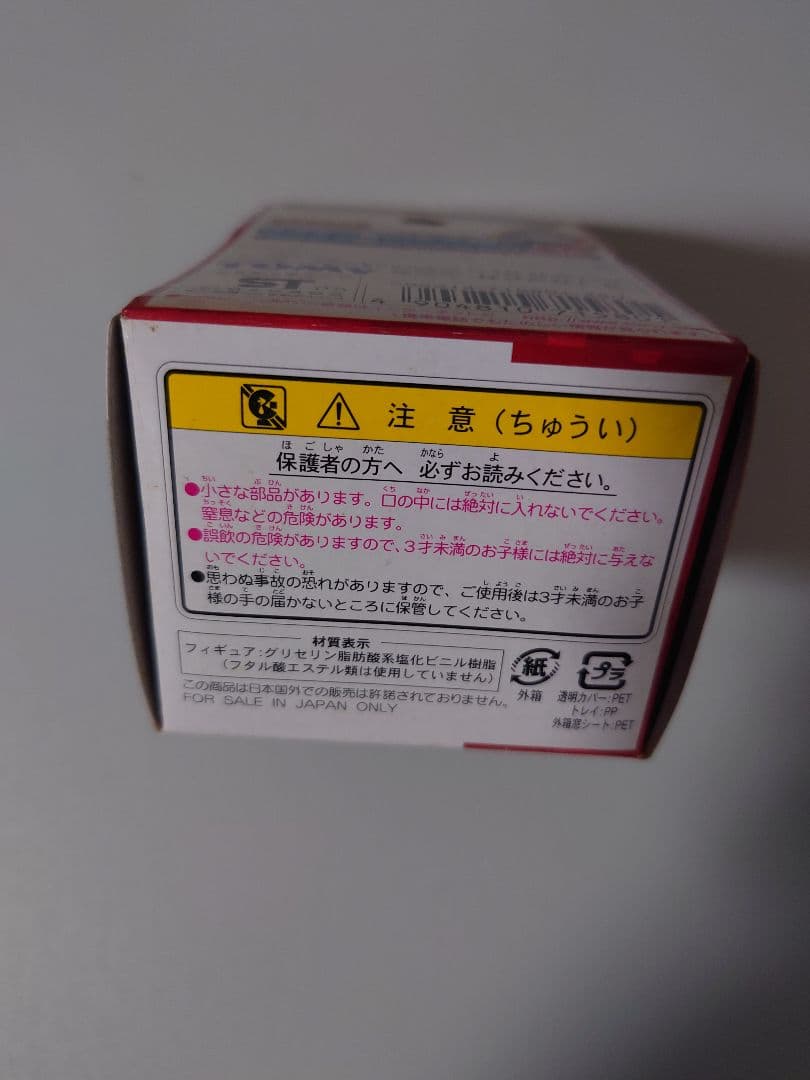 ST
注 意 (ちゅうい)
保護者の方へ 必ずお読みください。
●小さな部品があります。口の中には絶対に入れないでください。
窒息などの危険があります。
●誤飲の危険がありますので、3才未満のお子様には絶対に与えな
いでください。
●思わぬ事故の恐れがありますので、ご使用後は3才未満のお子
様の手の届かないところに保管してください。
材質表示
フィギュア:グリセリン脂肪酸系塩化ビニル樹脂
(フタル酸エステル類は使用していません)
この商品は日本国外での販売は許諾されておりません。
FOR SALE IN JAPAN ONLY
紙
外箱
プラ
透明カバー:PET
トレイ:PP
外箱窓シート:PET